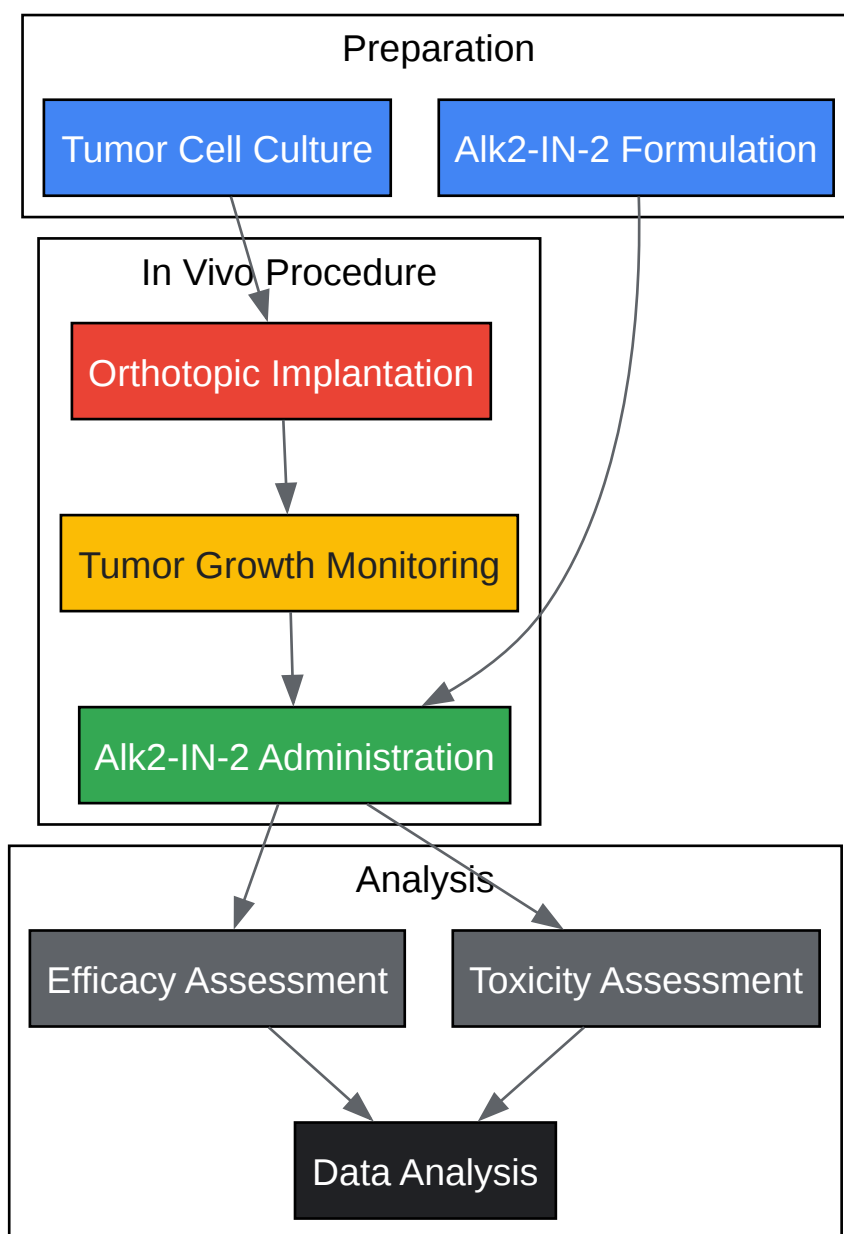 Preparation
Tumor Cell Culture
Alk2-IN-2 Formulation
In Vivo Procedure
Orthotopic Implantation
Tumor Growth Monitoring
Alk2-IN-2 Administration
Analysis
Efficacy Assessment
Toxicity Assessment
Data Analysis